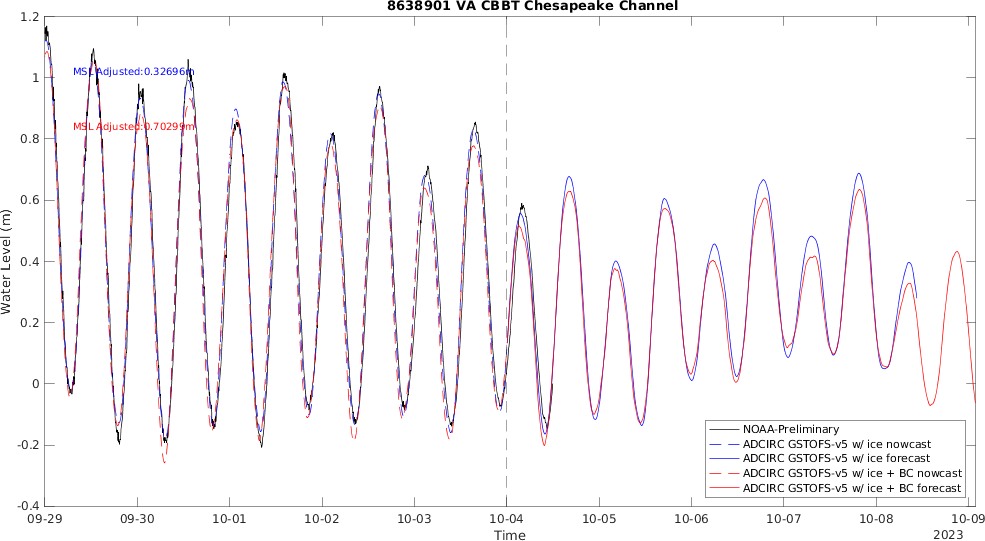 8638901 VA CBBT Chesapeake Channel
1.2
1
0.8
0.6
0.4
0.2
0
-0.2
-0.4
Water Level (m)
MSL Adjusted:0.32696m
MSL Adjusted:0.70299m
NOAA-Preliminary
ADCIRC GSTOFS-v5 w/ ice nowcast
ADCIRC GSTOFS-v5 w/ ice forecast
ADCIRC GSTOFS-v5 w/ ice + BC nowcast
ADCIRC GSTOFS-v5 w/ ice + BC forecast
09-29 09-30 10-01 10-02 10-03 10-04 10-05 10-06 10-07 10-08 10-09
Time
2023